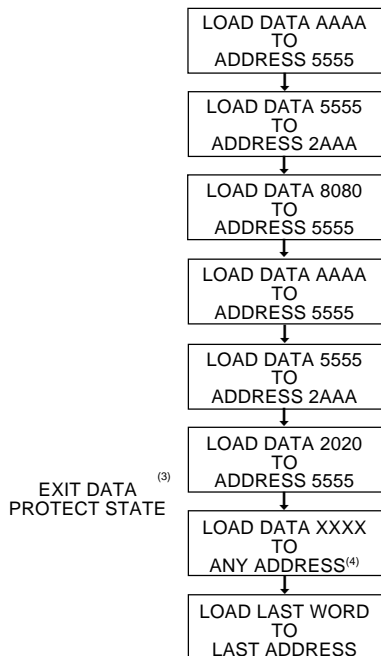 LOAD DATA AAAA
TO
ADDRESS 5555
LOAD DATA 5555
TO
ADDRESS 2AAA
LOAD DATA 8080
TO
ADDRESS 5555
LOAD DATA AAAA
TO
ADDRESS 5555
LOAD DATA 5555
TO
ADDRESS 2AAA
LOAD DATA 2020
TO
ADDRESS 5555
EXIT DATA (3)
PROTECT STATE
LOAD DATA XXXX
TO
ANY ADDRESS(4)
LOAD LAST WORD
TO
LAST ADDRESS